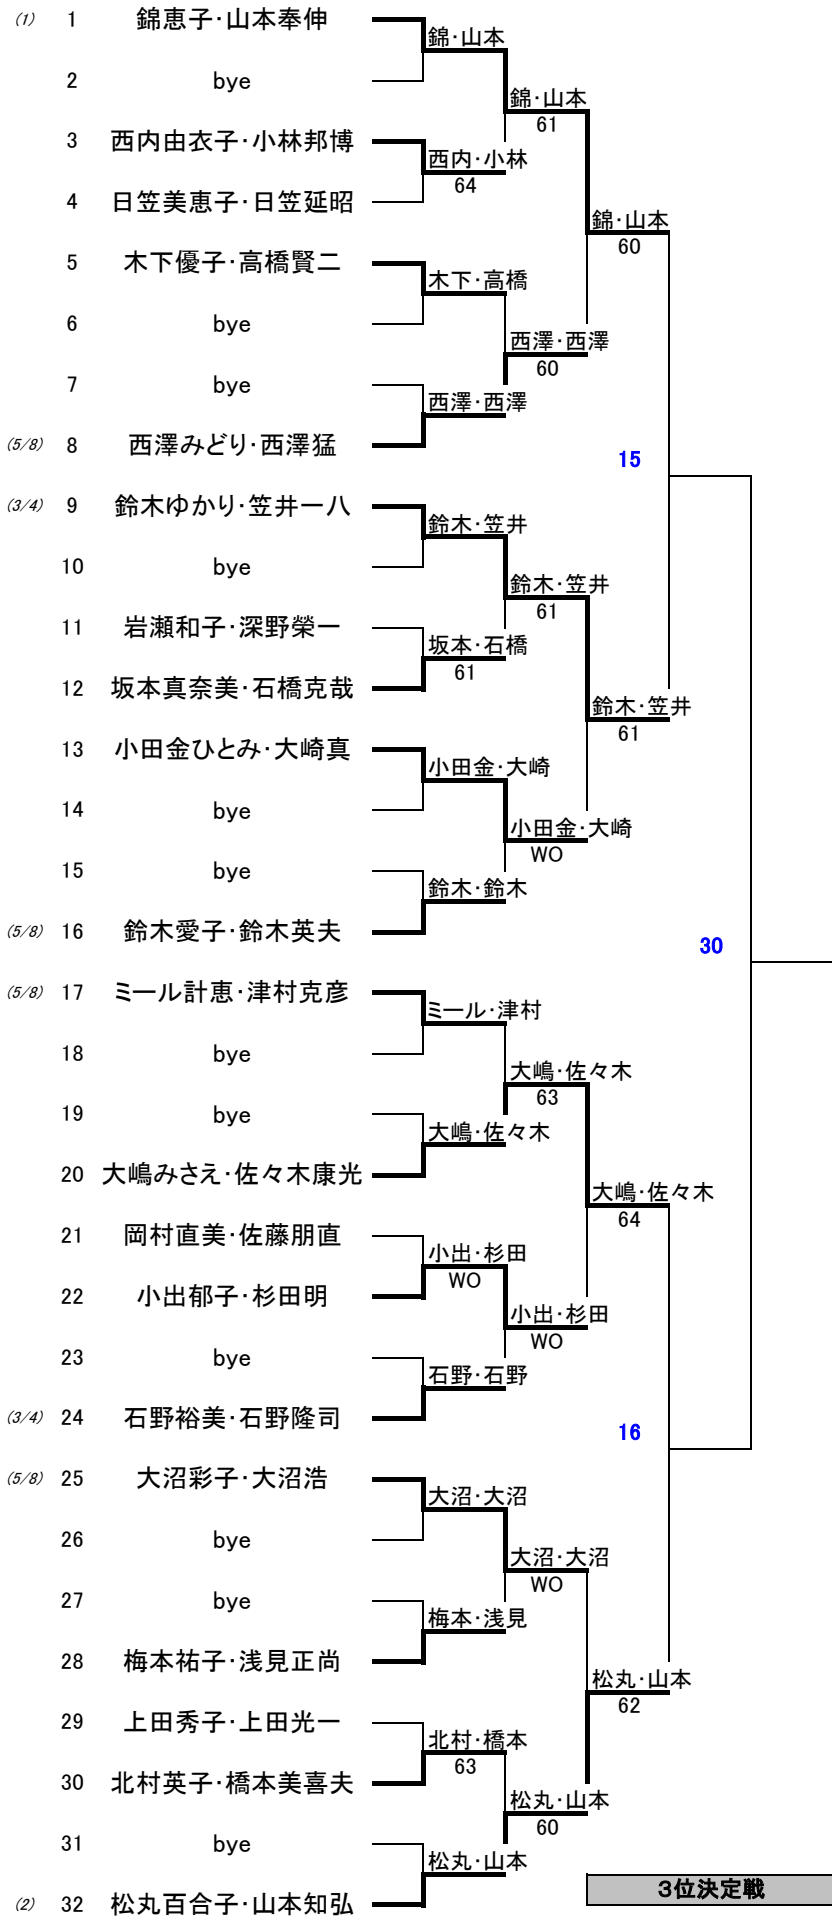 (1) 1 錦恵子・山本奉伸
錦・山本
2 bye
錦・山本
61
3 西内由衣子・小林邦博
西内・小林
64
4 日笠美恵子・日笠延昭
錦・山本
60
5 木下優子・高橋賢二
木下・高橋
6 bye
西澤・西澤
60
7 bye
西澤・西澤
(5/8) 8 西澤みどり・西澤猛
15
(3/4) 9 鈴木ゆかり・笠井一八
鈴木・笠井
10 bye
鈴木・笠井
61
11 岩瀬和子・深野榮一
坂本・石橋
61
12 坂本真奈美・石橋克哉
鈴木・笠井
61
13 小田金ひとみ・大崎真
小田金・大崎
14 bye
小田金・大崎
WO
15 bye
鈴木・鈴木
(5/8) 16 鈴木愛子・鈴木英夫
30
(5/8) 17 ミール計恵・津村克彦
ミール・津村
18 bye
大嶋・佐々木
63
19 bye
大嶋・佐々木
20 大嶋みさえ・佐々木康光
大嶋・佐々木
64
21 岡村直美・佐藤朋直
小出・杉田
WO
22 小出郁子・杉田明
小出・杉田
WO
23 bye
石野・石野
(3/4) 24 石野裕美・石野隆司
16
(5/8) 25 大沼彩子・大沼浩
大沼・大沼
26 bye
大沼・大沼
WO
27 bye
梅本・浅見
28 梅本祐子・浅見正尚
松丸・山本
62
29 上田秀子・上田光一
北村・橋本
63
30 北村英子・橋本美喜夫
松丸・山本
60
31 bye
松丸・山本
3位決定戦
(2) 32 松丸百合子・山本知弘